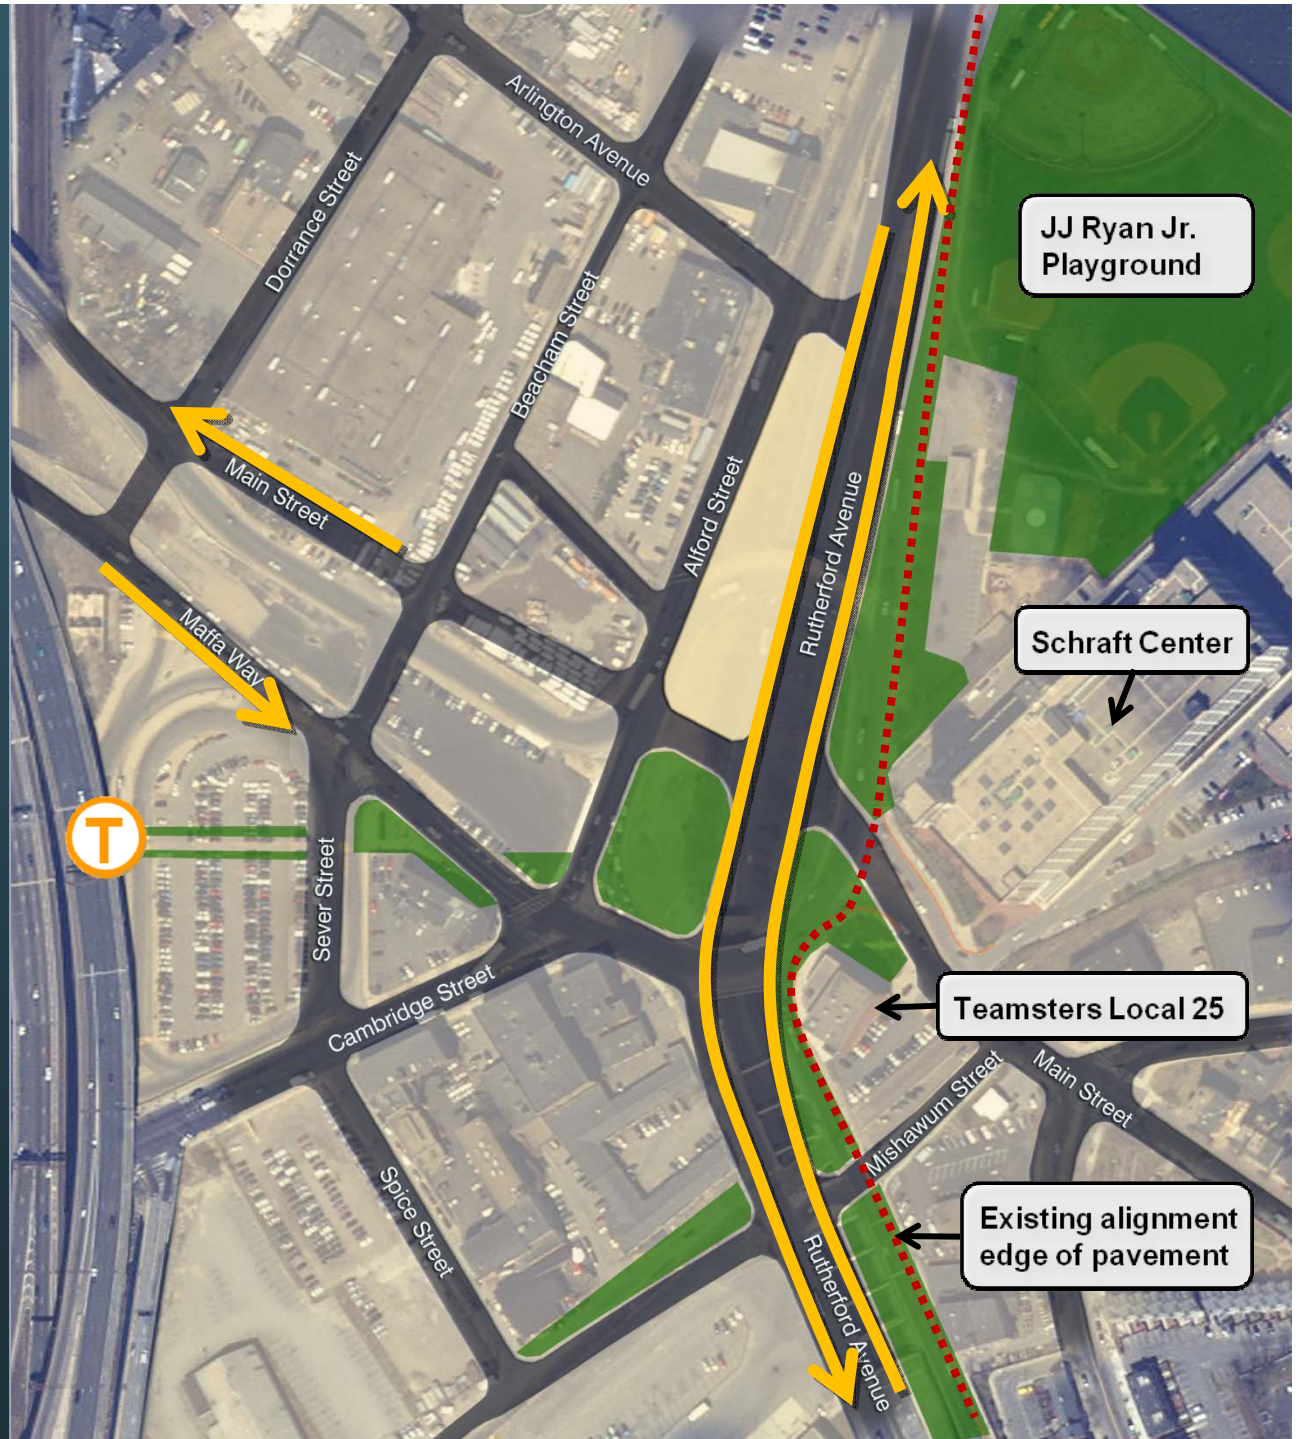 Arlington Avenue
Dorrance Street
JJ Ryan Jr.
Playground
Beacham Street
Main Street
Alford Street
Rutherford Avenue
Maffa Way
Schraft Center
T
Sever Street
Cambridge Street
Teamsters Local 25
Mishawum Street
Main Street
Spice Street
Existing alignment
edge of pavement
Rutherford Avenue